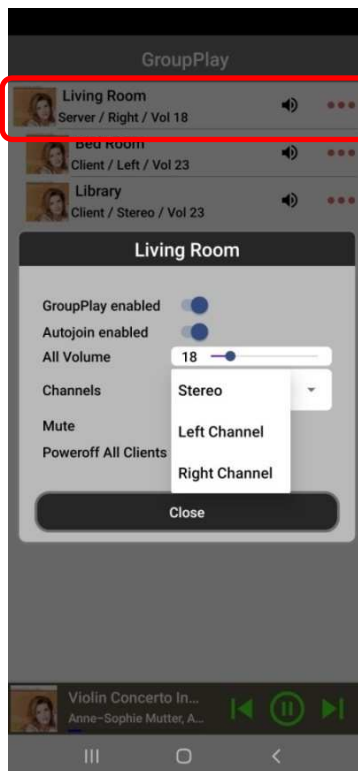 GroupPlay
Living Room
Server / Right / Vol 18
Bed Room
Client / Left / Vol 23
Library
Client / Stereo / Vol 23
Living Room
GroupPlay enabled
Autojoin enabled
All Volume 18
Channels
Stereo
Left Channel
Right Channel
Mute
Poweroff All Clients
Close
Violin Concerto In...
Anne-Sophie Mutter, A...